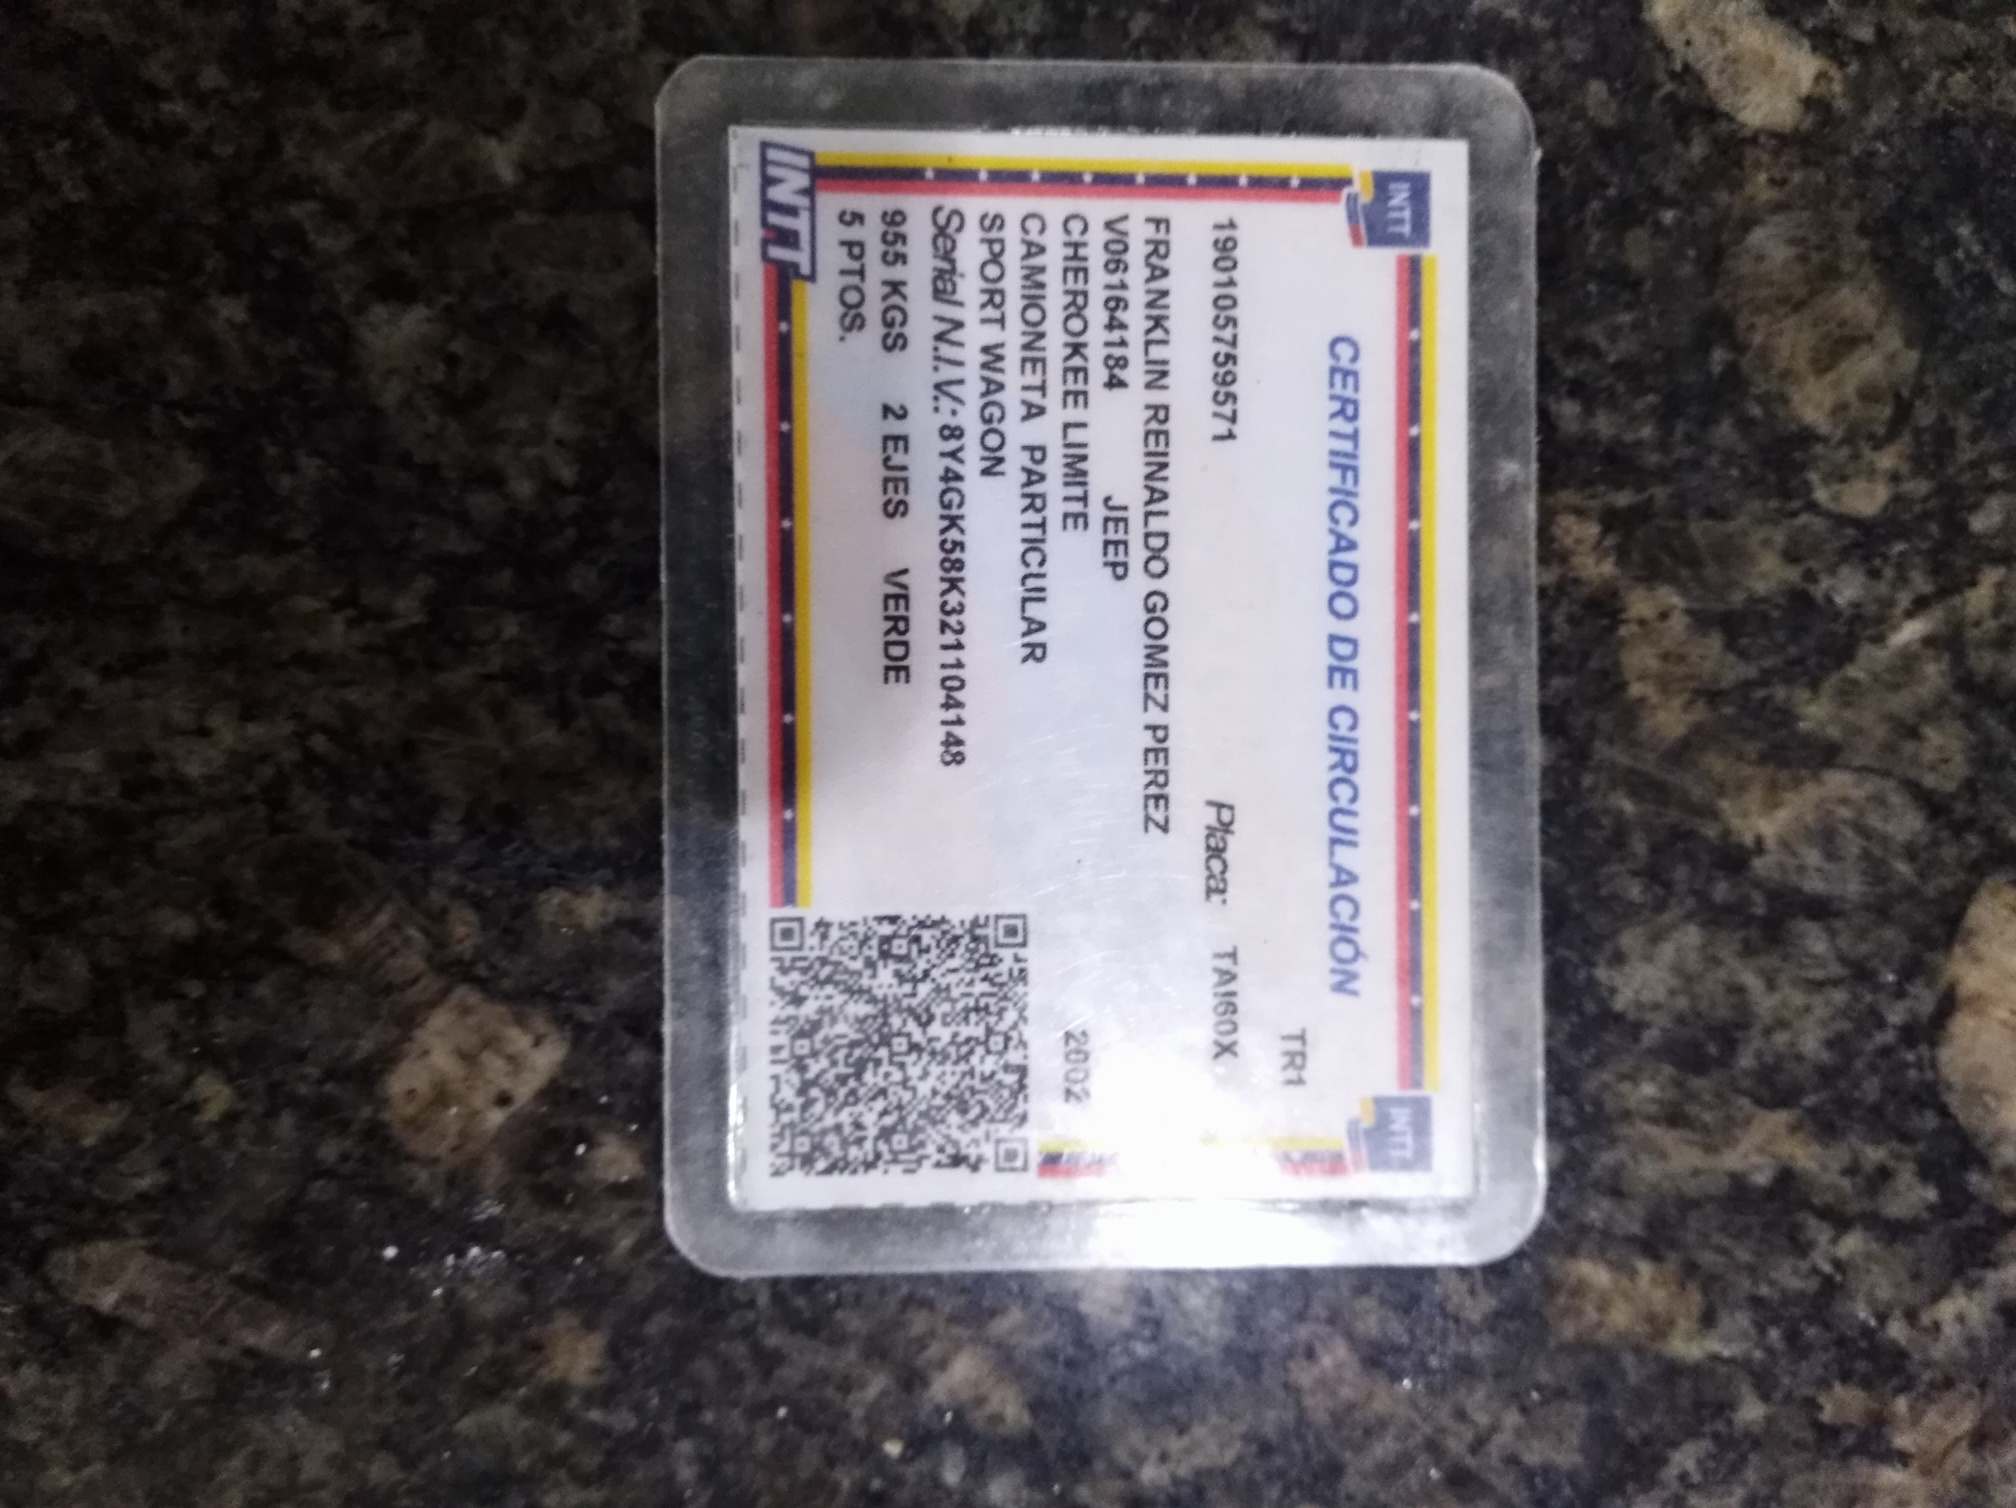 INTT INTT
CERTIFICADO DE CIRCULACIÓN
TR1
190105759571 Placa: TAI60X
FRANKLIN REINALDO GOMEZ PEREZ
V06164184 JEEP
CHEROKEE LIMITE 2002
CAMIONETA PARTICULAR
SPORT WAGON
Serial N.I.V.: 8Y4GK58K321104148
955 KGS 2 EJES VERDE
5 PTOS.
INTT